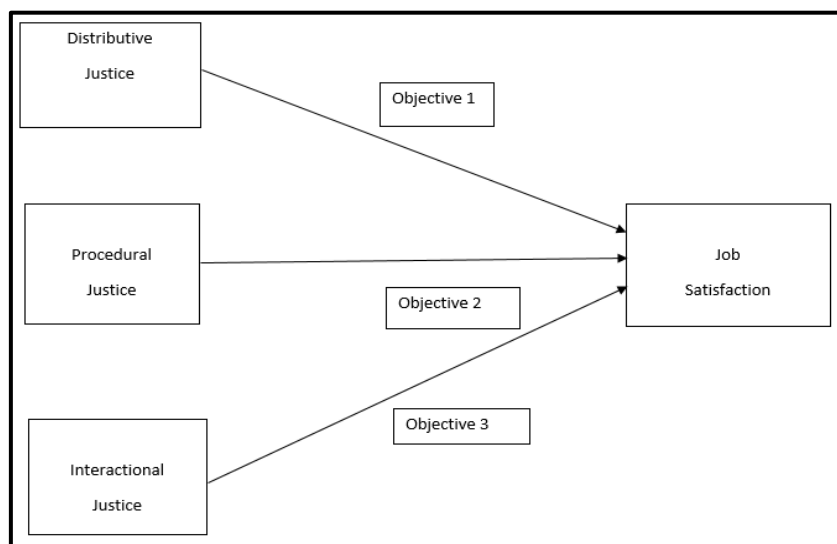 Distributive
Justice
Objective 1
Procedural
Justice
Job
Satisfaction
Objective 2
Objective 3
Interactional
Justice